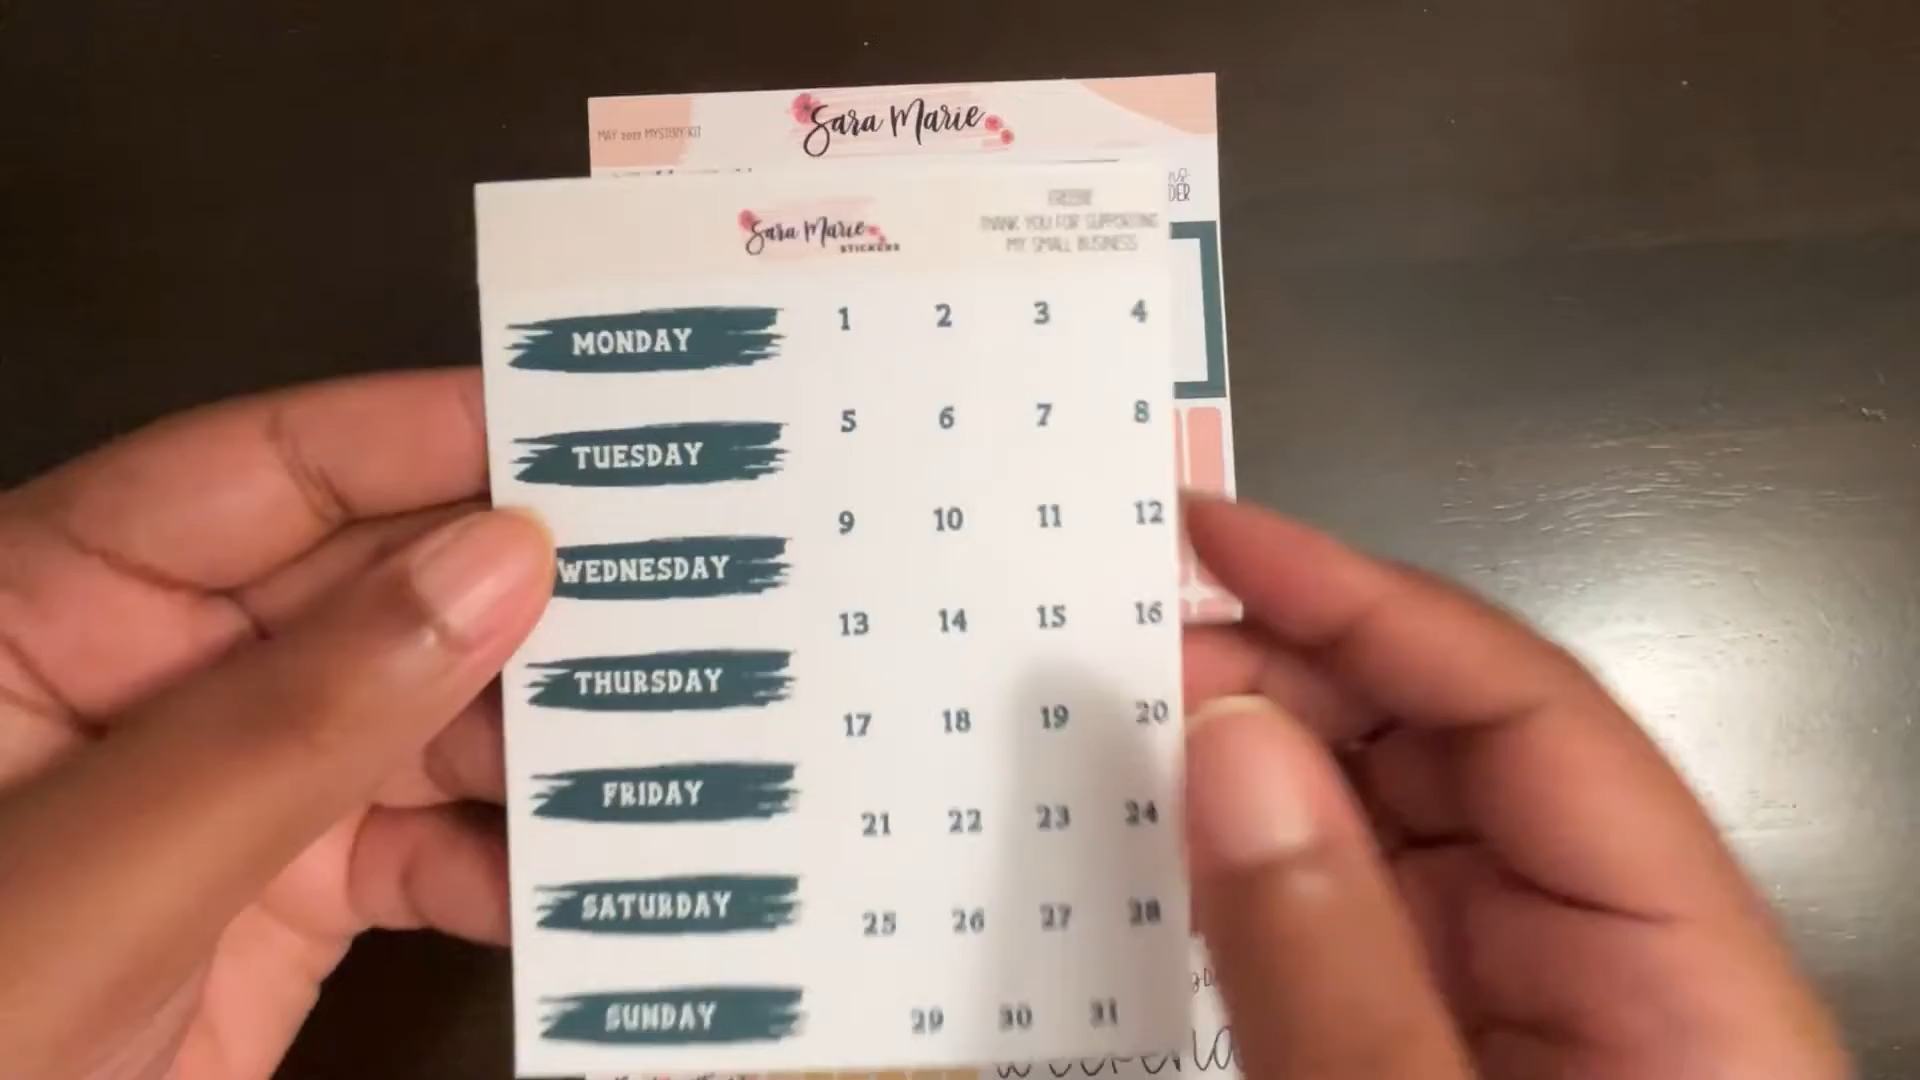 MAY 2022 MYSTERY KIT
Sara Marie
DER
Sara Marie
STICKERS
FREEBIE
THANK YOU FOR SUPPORTING
MY SMALL BUSINESS
MONDAY 1 2 3 4
TUESDAY 5 6 7 8
WEDNESDAY 9 10 11 12
THURSDAY 13 14 15 16
17 18 19 20
FRIDAY 21 22 23 24
SATURDAY 25 26 27 28
SUNDAY 29 30 31